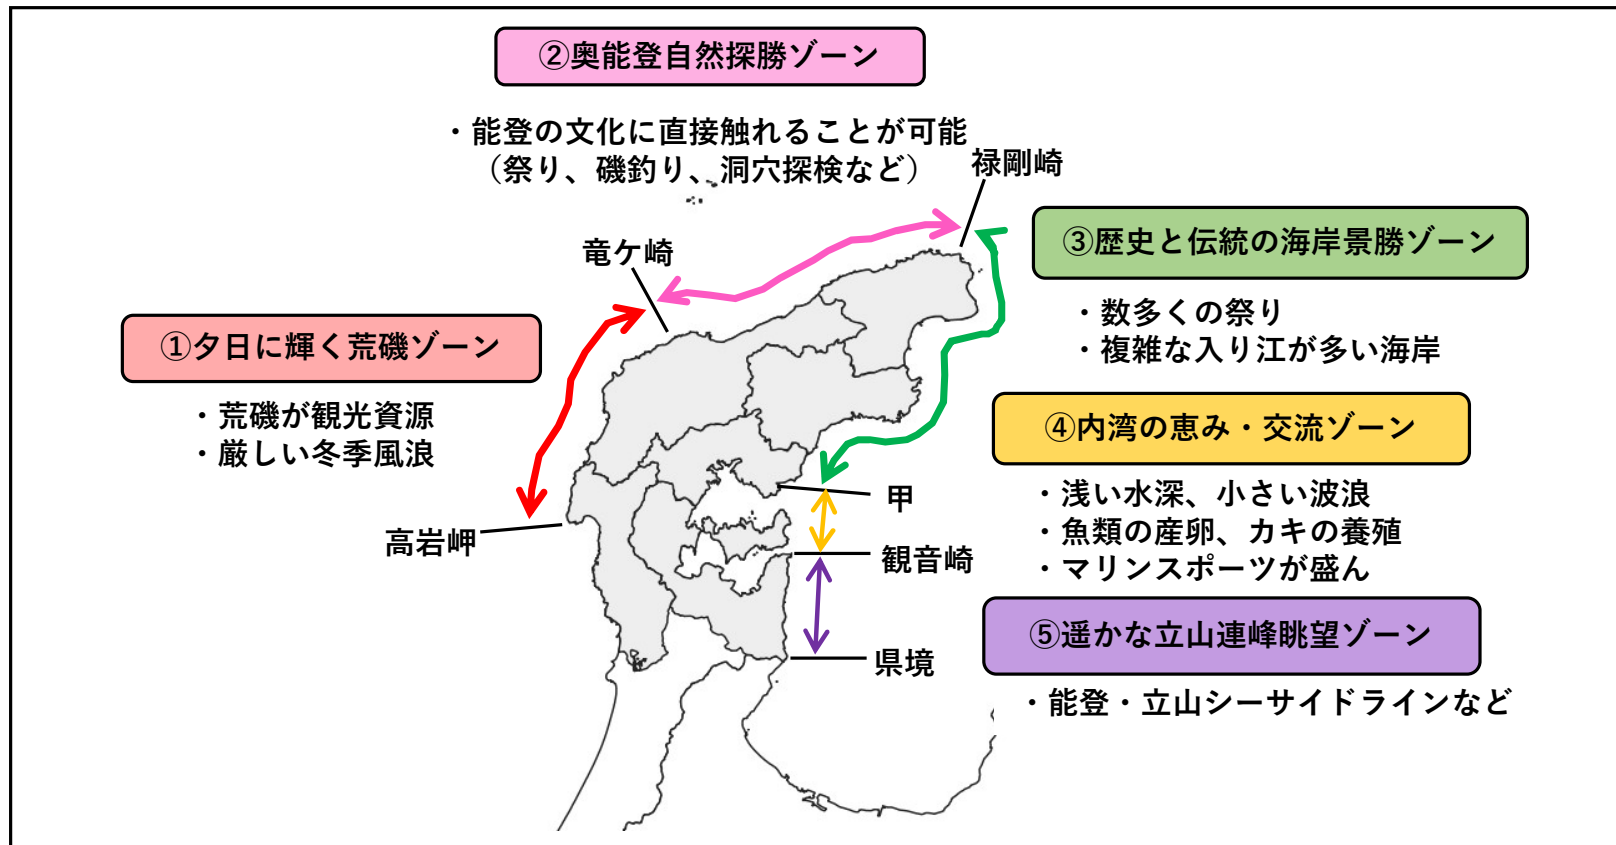 ②奥能登自然探勝ゾーン
・能登の文化に直接触れることが可能
（祭り、磯釣り、洞穴探検など）
禄剛崎
竜ケ崎
③歴史と伝統の海岸景勝ゾーン
・数多くの祭り
・複雑な入り江が多い海岸
①夕日に輝く荒磯ゾーン
・荒磯が観光資源
・厳しい冬季風浪
④内湾の恵み・交流ゾーン
・浅い水深、小さい波浪
・魚類の産卵、カキの養殖
・マリンスポーツが盛ん
甲
高岩岬
観音崎
⑤遥かな立山連峰眺望ゾーン
県境
・能登・立山シーサイドラインなど